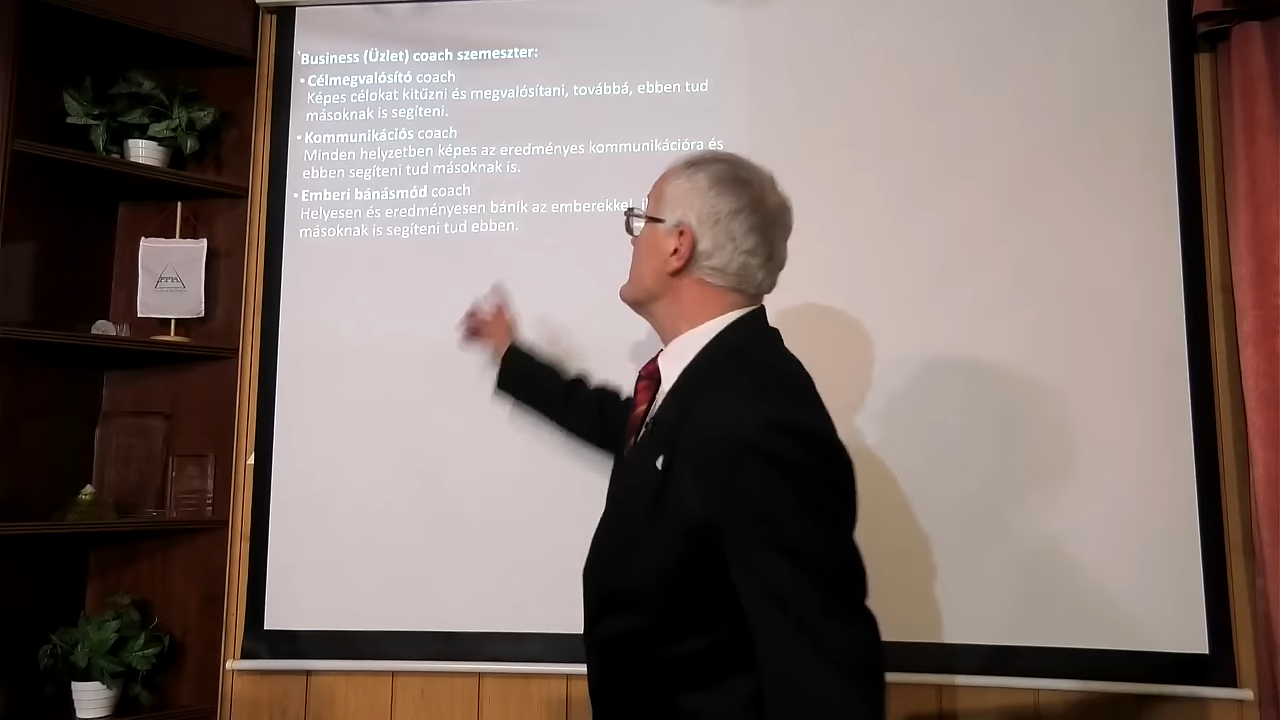 Business (Üzlet) coach szemeszter:
• Célmegvalósító coach
Képes célokat kitűzni és megvalósítani, továbbá, ebben tud
másoknak is segíteni.
• Kommunikációs coach
Minden helyzetben képes az eredményes kommunikációra és
ebben segíteni tud másoknak is.
• Emberi bánásmód coach
Helyesen és eredményesen bánik az emberekkel,
másoknak is segíteni tud ebben.